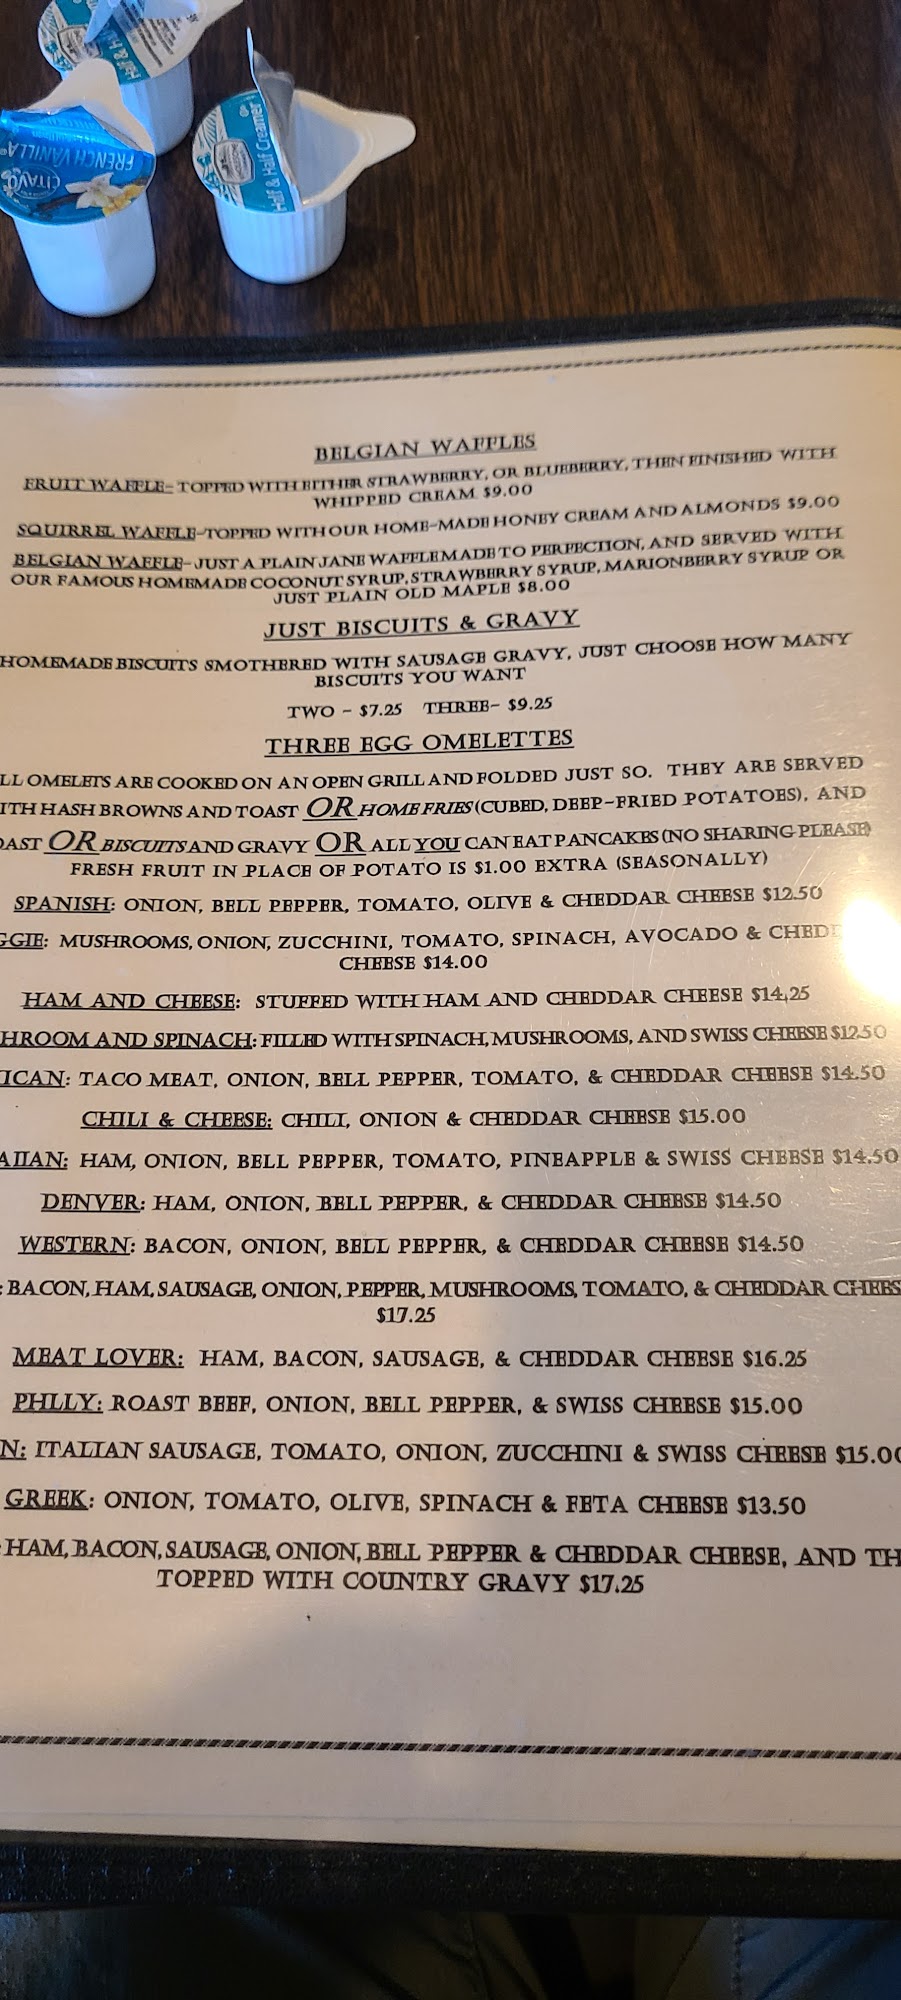 Half & Half
FRENCH VANILLA
CITAVO
Half & Half Creamer
BELGIAN WAFFLES
FRUIT WAFFLE- TOPPED WITH EITHER STRAWBERRY, OR BLUEBERRY, THEN FINISHED WITH
WHIPPED CREAM $9.00
SQUIRREL WAFFLE-TOPPED WITH OUR HOME-MADE HONEY CREAM AND ALMONDS $9.00
BELGIAN WAFFLE- JUST A PLAIN JANE WAFFLE MADE TO PERFECTION, AND SERVED WITH
OUR FAMOUS HOMEMADE COCONUT SYRUP, STRAWBERRY SYRUP, MARIONBERRY SYRUP OR
JUST PLAIN OLD MAPLE $8.00
JUST BISCUITS & GRAVY
HOMEMADE BISCUITS SMOTHERED WITH SAUSAGE GRAVY, JUST CHOOSE HOW MANY
BISCUITS YOU WANT
TWO - $7.25 THREE- $9.25
THREE EGG OMELETTES
LL OMELETS ARE COOKED ON AN OPEN GRILL AND FOLDED JUST SO. THEY ARE SERVED
ITH HASH BROWNS AND TOAST OR HOME FRIES (CUBED, DEEP-FRIED POTATOES), AND
OAST OR BISCUITS AND GRAVY OR ALL YOU CAN EAT PANCAKES (NO SHARING PLEASE)
FRESH FRUIT IN PLACE OF POTATO IS $1.00 EXTRA (SEASONALLY)
SPANISH: ONION, BELL PEPPER, TOMATO, OLIVE & CHEDDAR CHEESE $12.50
GGIE: MUSHROOMS, ONION, ZUCCHINI, TOMATO, SPINACH, AVOCADO & CHEDD
CHEESE $14.00
HAM AND CHEESE: STUFFED WITH HAM AND CHEDDAR CHEESE $14,25
HROOM AND SPINACH: FILLED WITH SPINACH, MUSHROOMS, AND SWISS CHEESE $12.50
ICAN: TACO MEAT, ONION, BELL PEPPER, TOMATO, & CHEDDAR CHEESE $14.50
CHILI & CHEESE: CHILI, ONION & CHEDDAR CHEESE $15.00
AIIAN: HAM, ONION, BELL PEPPER, TOMATO, PINEAPPLE & SWISS CHEESE $14.50
DENVER: HAM, ONION, BELL PEPPER, & CHEDDAR CHEESE $14.50
WESTERN: BACON, ONION, BELL PEPPER, & CHEDDAR CHEESE $14.50
: BACON, HAM, SAUSAGE, ONION, PEPPER, MUSHROOMS, TOMATO, & CHEDDAR CHEES
$17.25
MEAT LOVER: HAM, BACON, SAUSAGE, & CHEDDAR CHEESE $16.25
PHLLY: ROAST BEEF, ONION, BELL PEPPER, & SWISS CHEESE $15.00
N: ITALIAN SAUSAGE, TOMATO, ONION, ZUCCHINI & SWISS CHEESE $15.00
GREEK: ONION, TOMATO, OLIVE, SPINACH & FETA CHEESE $13.50
: HAM, BACON, SAUSAGE, ONION, BELL PEPPER & CHEDDAR CHEESE, AND TH
TOPPED WITH COUNTRY GRAVY $17.25